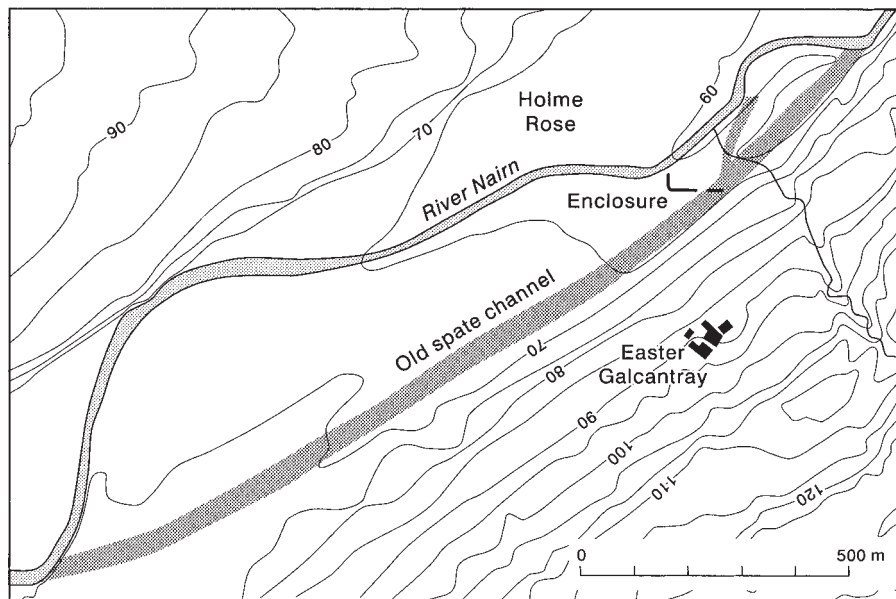 Holme
Rose
60
70
80
90
River Nairn
Enclosure
Old spate channel
70
80
Easter
Galcantray
90
100
110
120
0
500 m